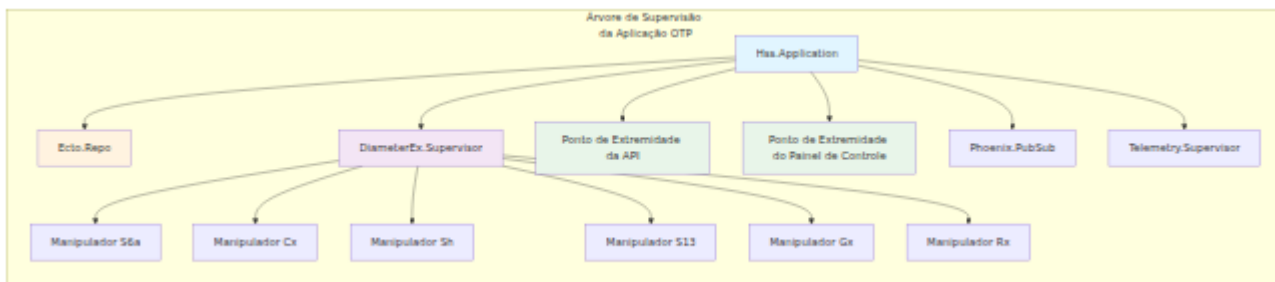 Árvore de Supervisão
da Aplicação OTP
Hss.Application
Ecto.Repo
DiameterEx.Supervisor
Ponto de Extremidade
da API
Ponto de Extremidade
do Painel de Controle
Phoenix.PubSub
Telemetry.Supervisor
Manipulador S6a
Manipulador Cx
Manipulador Sh
Manipulador S13
Manipulador Gx
Manipulador Rx